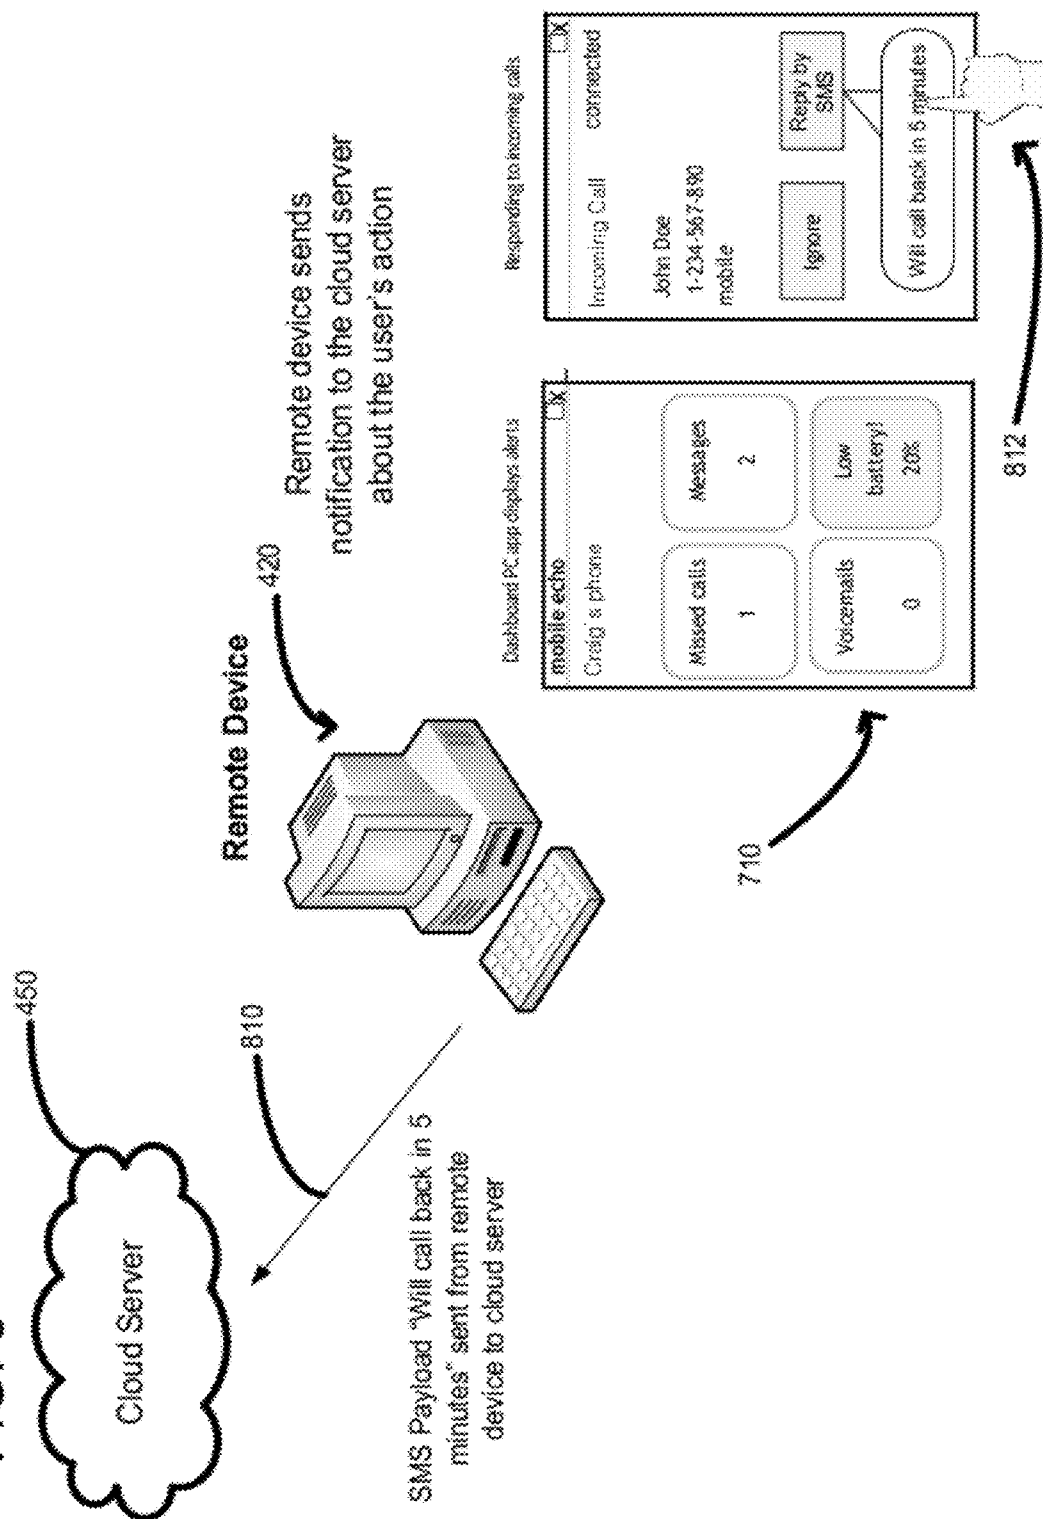 Cloud Server
450
810
SMS Payload "Will call back in 5
minutes" sent from remote
device to cloud server
Remote Device
420
Remote device sends
notification to the cloud server
about the user's action
710
Dashboard PC app displays alerts
mobile echo
Craig s phone
Missed calls
1
Messages
2
Voicemails
0
Low
battery!
20%
Responding to incoming calls
Incoming Call connected
John Doe
1-234-567-890
mobile
Ignore
Reply by
SMS
Will call back in 5 minutes
812